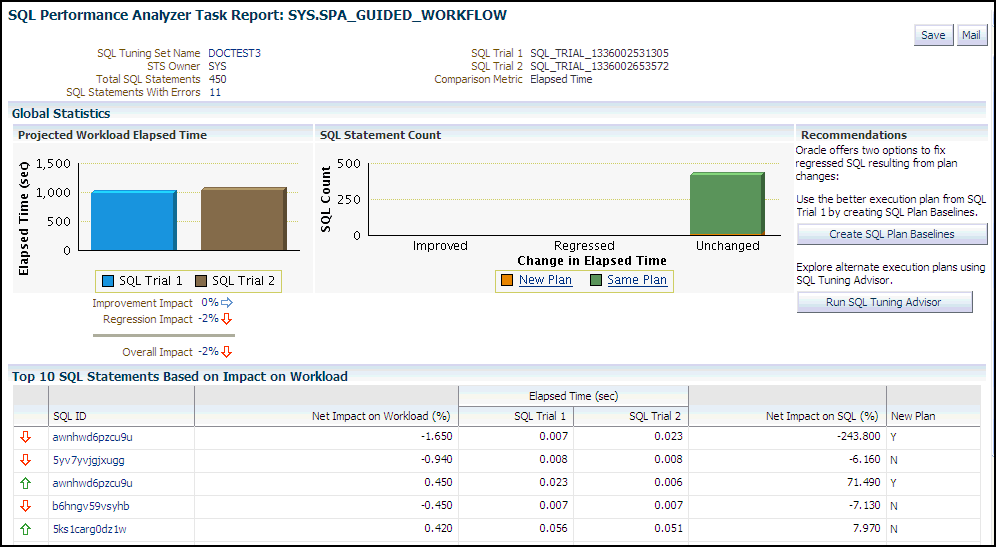 SQL Performance Analyzer Task Report: SYS.SPA_GUIDED_WORKFLOW
Save Mail
SQL Tuning Set Name DOCTEST3
STS Owner SYS
Total SQL Statements 450
SQL Statements With Errors 11
SQL Trial 1 SQL_TRIAL_1336002531305
SQL Trial 2 SQL_TRIAL_1336002653572
Comparison Metric Elapsed Time
Global Statistics
Projected Workload Elapsed Time
Elapsed Time (sec)
1,500
1,000
500
0
SQL Trial 1 SQL Trial 2
Improvement Impact 0%
Regression Impact -2%
Overall Impact -2%
SQL Statement Count
SQL Count
500
250
0
Improved Regressed Unchanged
Change in Elapsed Time
New Plan Same Plan
Recommendations
Oracle offers two options to fix
regressed SQL resulting from plan
changes:
Use the better execution plan from SQL
Trial 1 by creating SQL Plan Baselines.
Create SQL Plan Baselines
Explore alternate execution plans using
SQL Tuning Advisor.
Run SQL Tuning Advisor
Top 10 SQL Statements Based on Impact on Workload
Elapsed Time (sec)
SQL ID Net Impact on Workload (%) SQL Trial 1 SQL Trial 2 Net Impact on SQL (%) New Plan
awnhwd6pzcu9u -1.650 0.007 0.023 -243.800 Y
5yv7yvjgjxugg -0.940 0.008 0.008 -6.160 N
awnhwd6pzcu9u 0.450 0.023 0.006 71.490 Y
b6hngv59vsyhb -0.450 0.007 0.007 -7.130 N
5ks1carg0dz1w 0.420 0.056 0.051 7.970 N